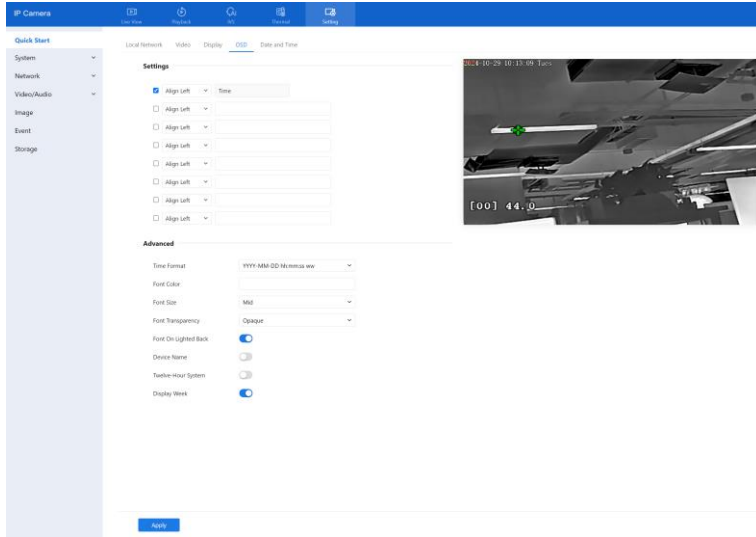 IP Camera
Live View
Playback
A/V
Thermal
Setting
Quick Start
System
Network
Video/Audio
Image
Event
Storage
Local Network Video Display OSD Date and Time
Settings
Align Left Time
Align Left
Align Left
Align Left
Align Left
Align Left
Align Left
Align Left
2024-10-29 10:13:09 Tues
[00] 44.0
Advanced
Time Format YYYY-MM-DD hh:mm:ss ww
Font Color
Font Size Mid
Font Transparency Opaque
Font On Lighted Back
Device Name
Twelve-Hour System
Display Week
Apply